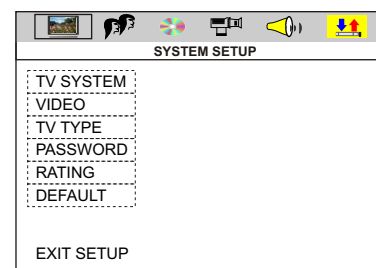 SYSTEM SETUP
TV SYSTEM
VIDEO
TV TYPE
PASSWORD
RATING
DEFAULT
EXIT SETUP